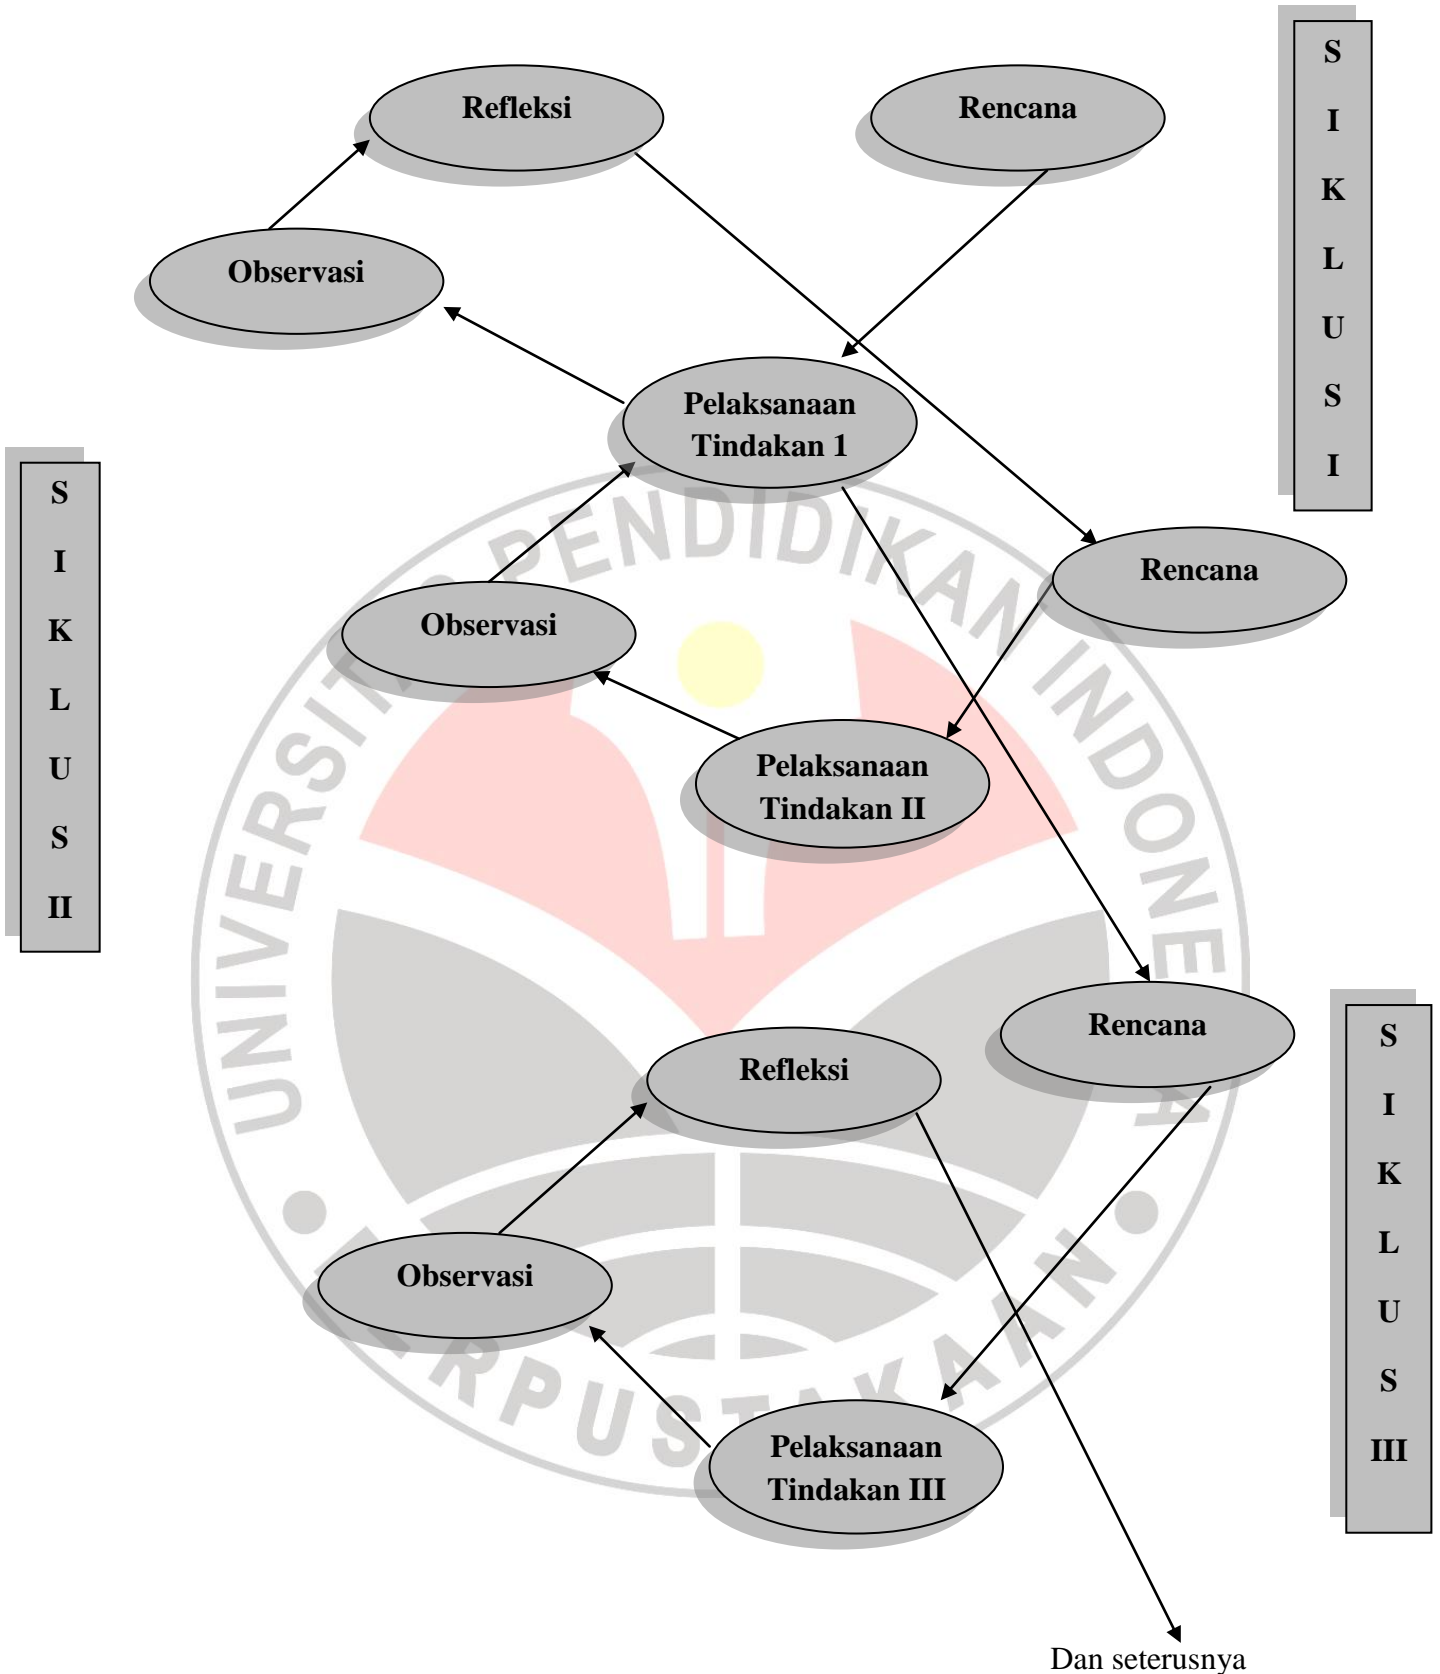 Refleksi
Rencana
S
I
K
L
U
S
I
Observasi
Pelaksanaan
Tindakan 1
S
I
K
L
U
S
II
Rencana
Observasi
Pelaksanaan
Tindakan II
Rencana
Refleksi
S
I
K
L
U
S
III
Observasi
Pelaksanaan
Tindakan III
Dan seterusnya
UNIVERSITAS PENDIDIKAN INDONESIA
PERPUSTAKAAN